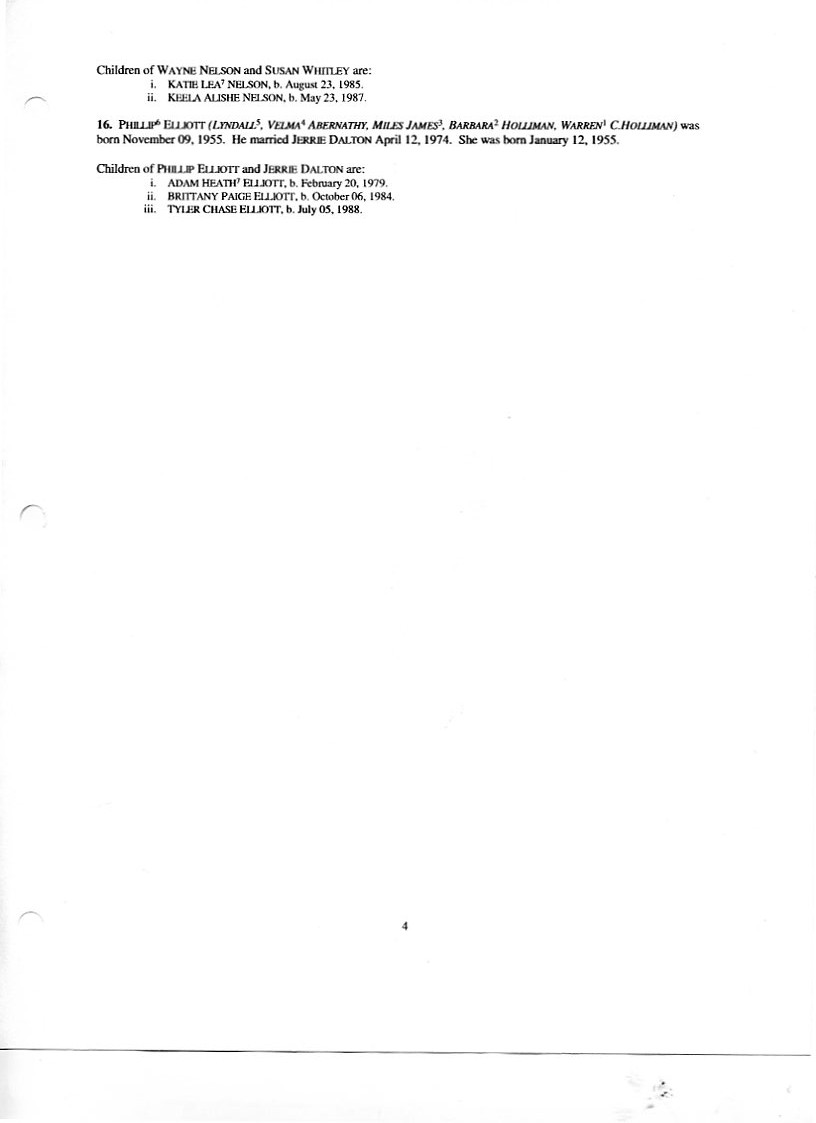 Children of WAYNE NELSON and SUSAN WHITLEY are:
i. KATIE LEA⁷ NELSON, b. August 23, 1985.
ii. KEELA ALISHE NELSON, b. May 23, 1987.
16. PHILLIP⁶ ELLIOTT (LYNDALL⁵, VELMA⁴ ABERNATHY, MILES JAMES³, BARBARA² HOLLIMAN, WARREN¹ C.HOLLIMAN) was
born November 09, 1955. He married JERRIE DALTON April 12, 1974. She was born January 12, 1955.
Children of PHILLIP ELLIOTT and JERRIE DALTON are:
i. ADAM HEATH⁷ ELLIOTT, b. February 20, 1979.
ii. BRITTANY PAIGE ELLIOTT, b. October 06, 1984.
iii. TYLER CHASE ELLIOTT, b. July 05, 1988.
4